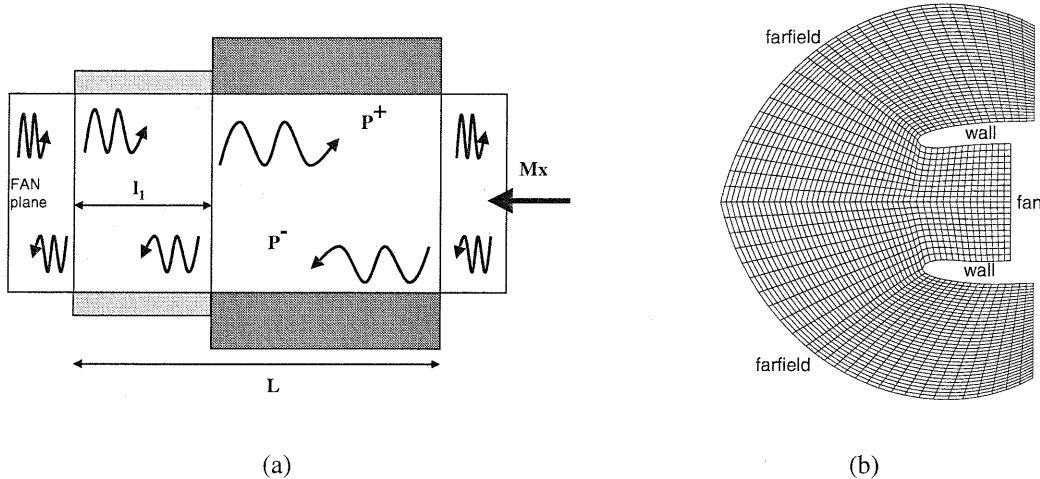 P+
Mx
FAN
plane
l1
P-
L
(a)
farfield
wall
fan
wall
farfield
(b)